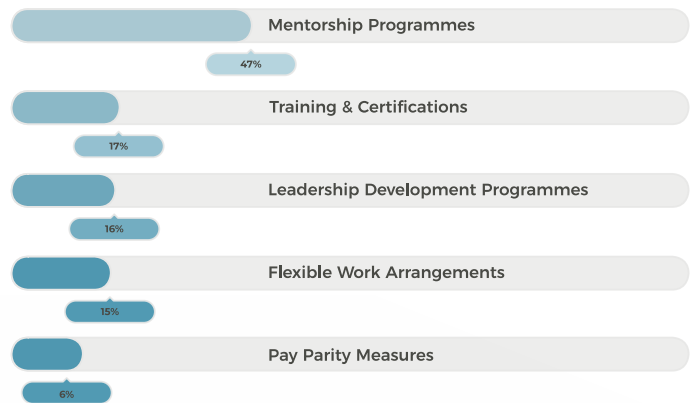 Mentorship Programmes
47%
Training & Certifications
17%
Leadership Development Programmes
16%
Flexible Work Arrangements
15%
Pay Parity Measures
6%